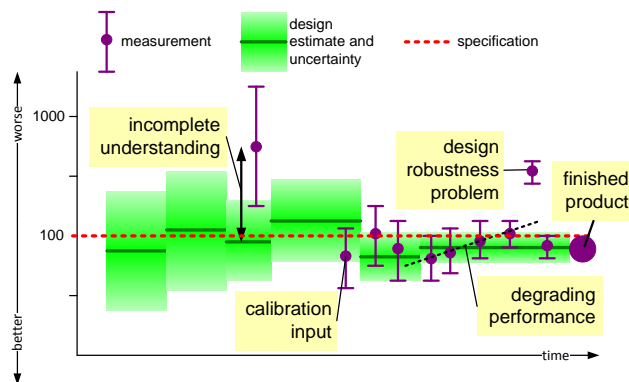 measurement
design
estimate and
uncertainty
specification
worse
1000
incomplete
understanding
design
robustness
problem
finished
product
100
calibration
input
degrading
performance
better
time